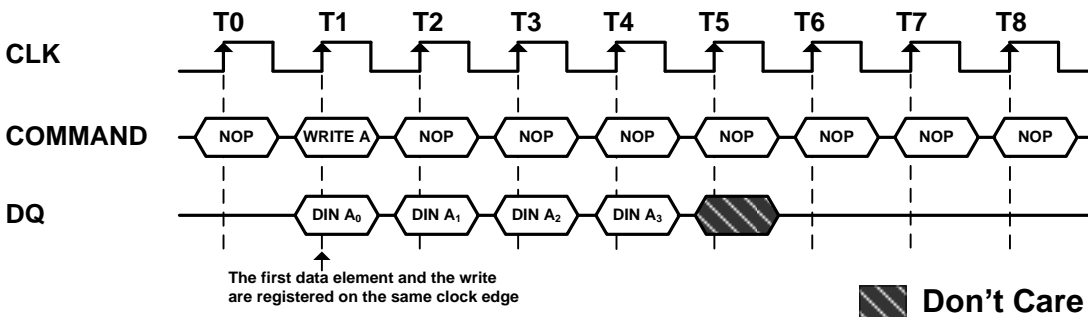 T0 T1 T2 T3 T4 T5 T6 T7 T8
CLK
COMMAND NOP WRITE A NOP NOP NOP NOP NOP NOP NOP
DQ DIN A₀ DIN A₁ DIN A₂ DIN A₃
The first data element and the write
are registered on the same clock edge
Don't Care